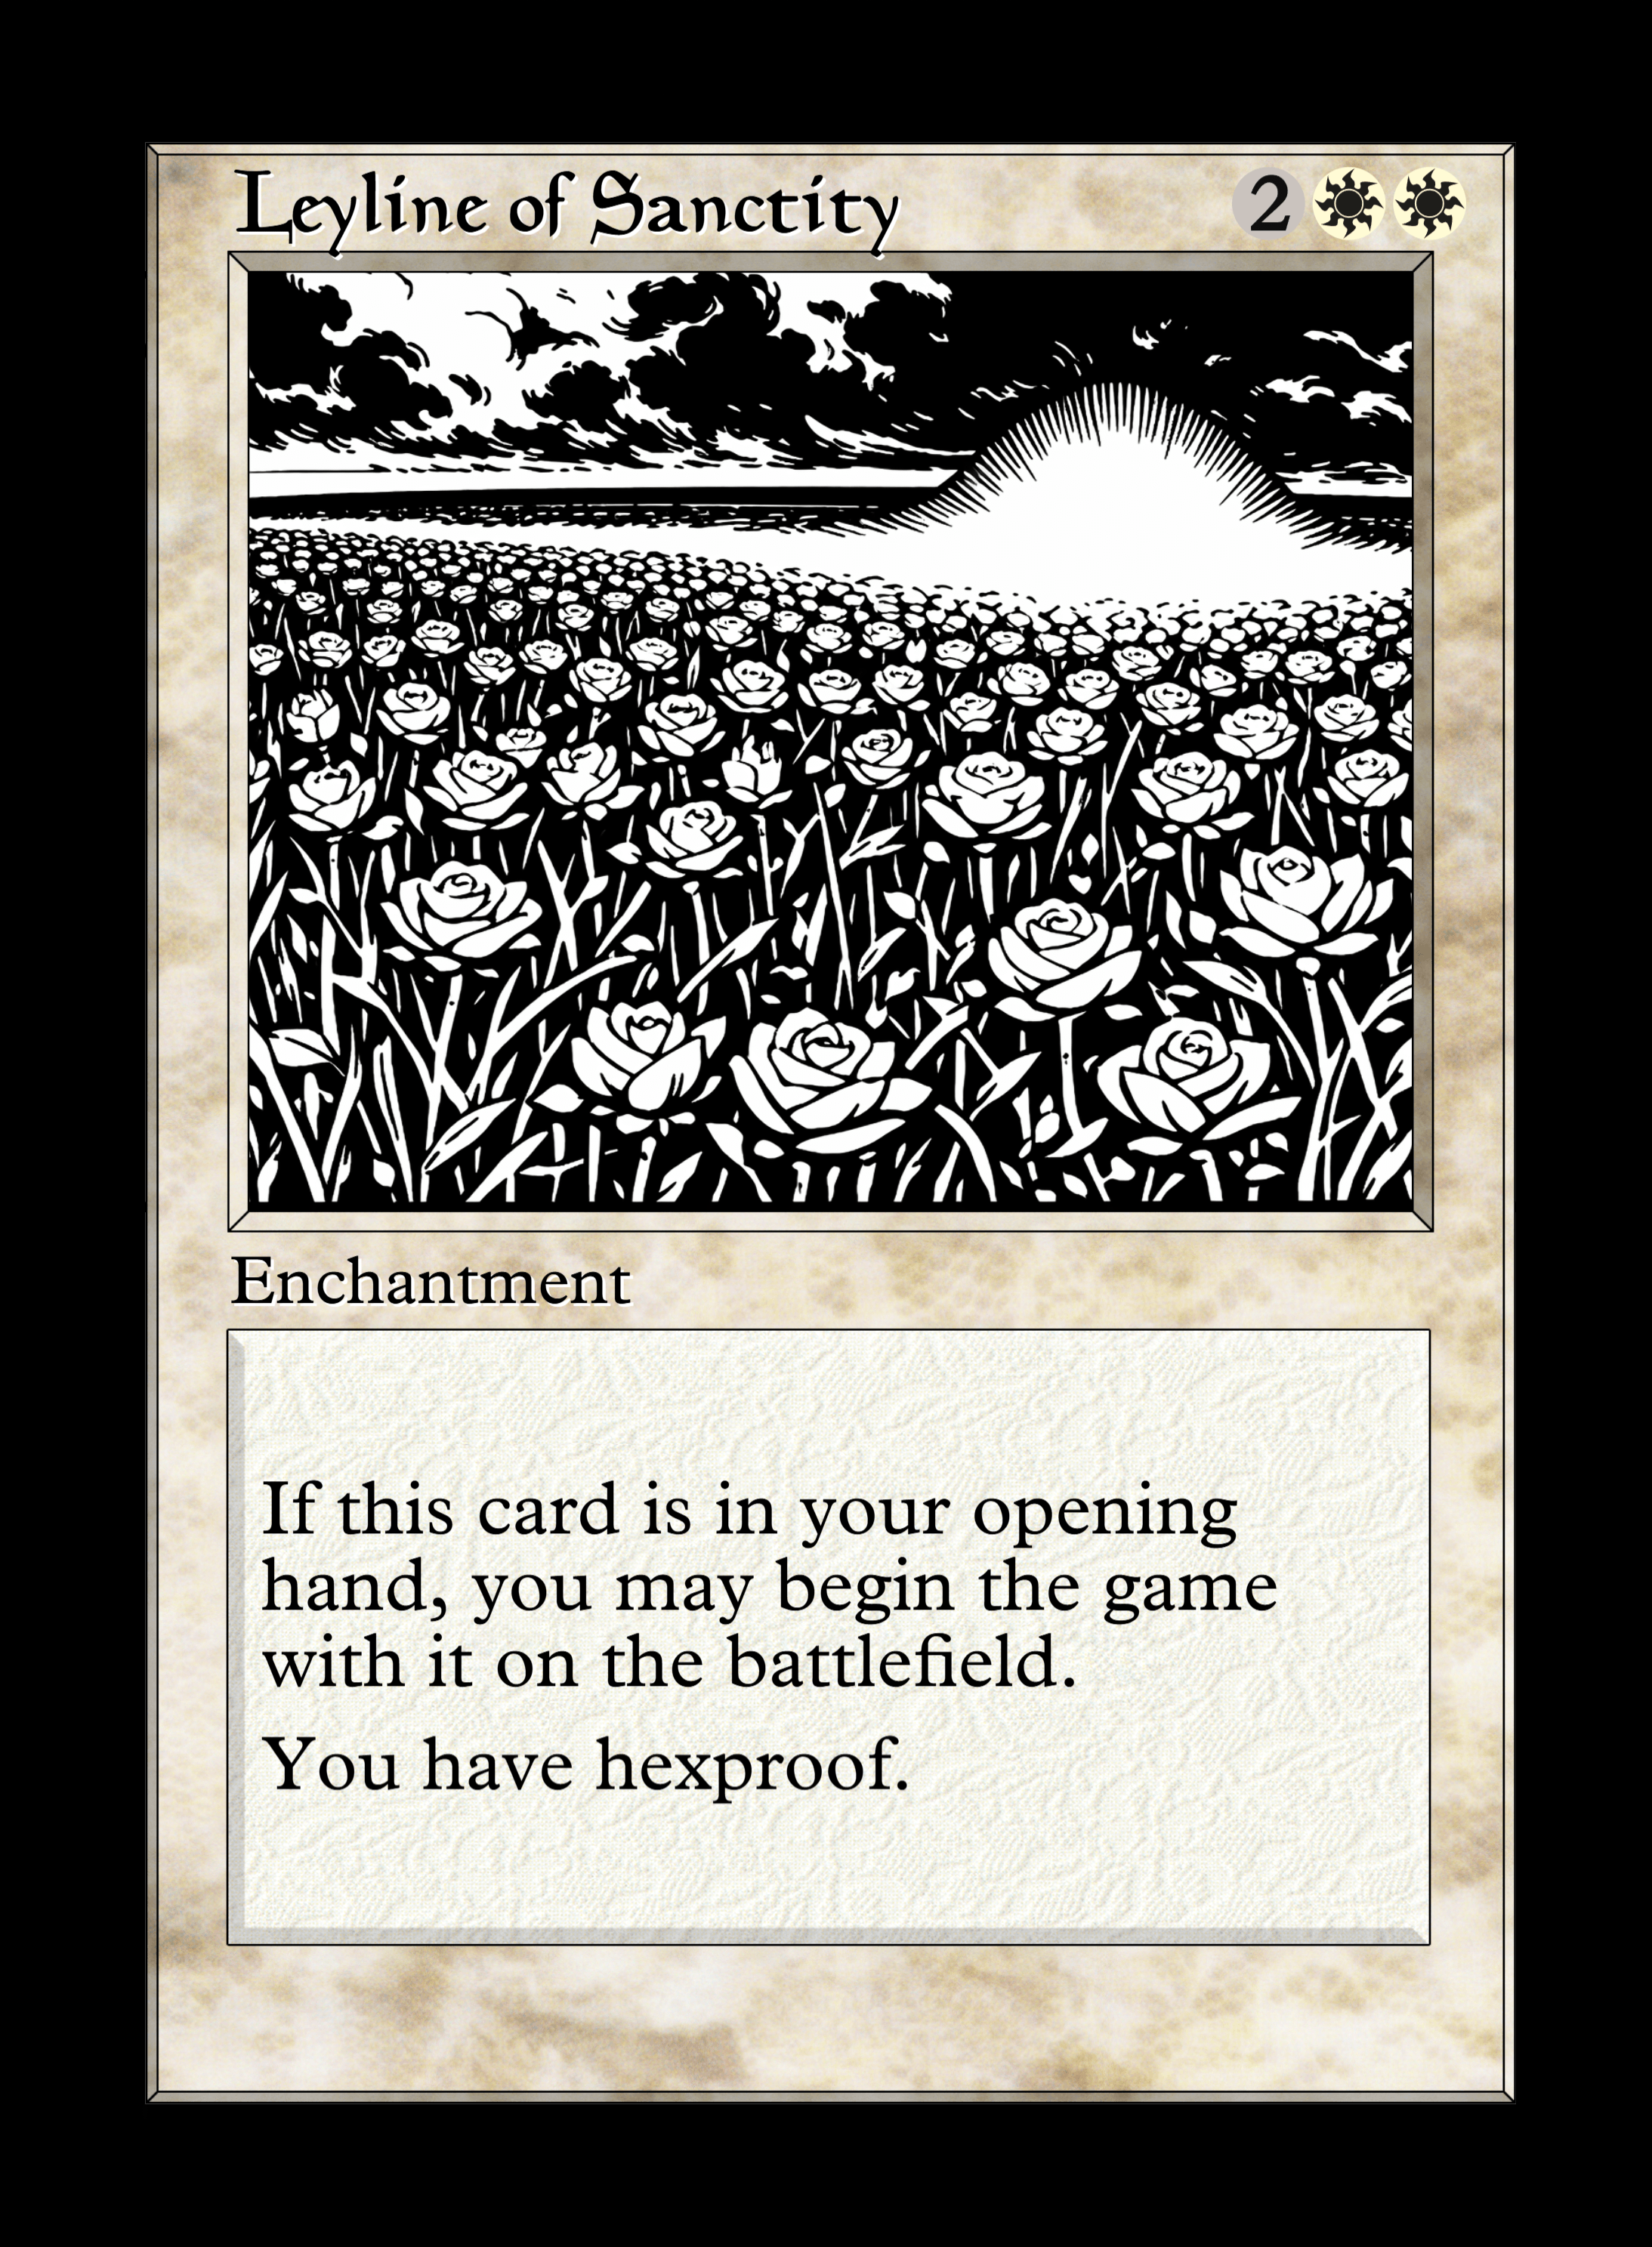 Leyline of Sanctity 2
Enchantment
If this card is in your opening
hand, you may begin the game
with it on the battlefield.
You have hexproof.